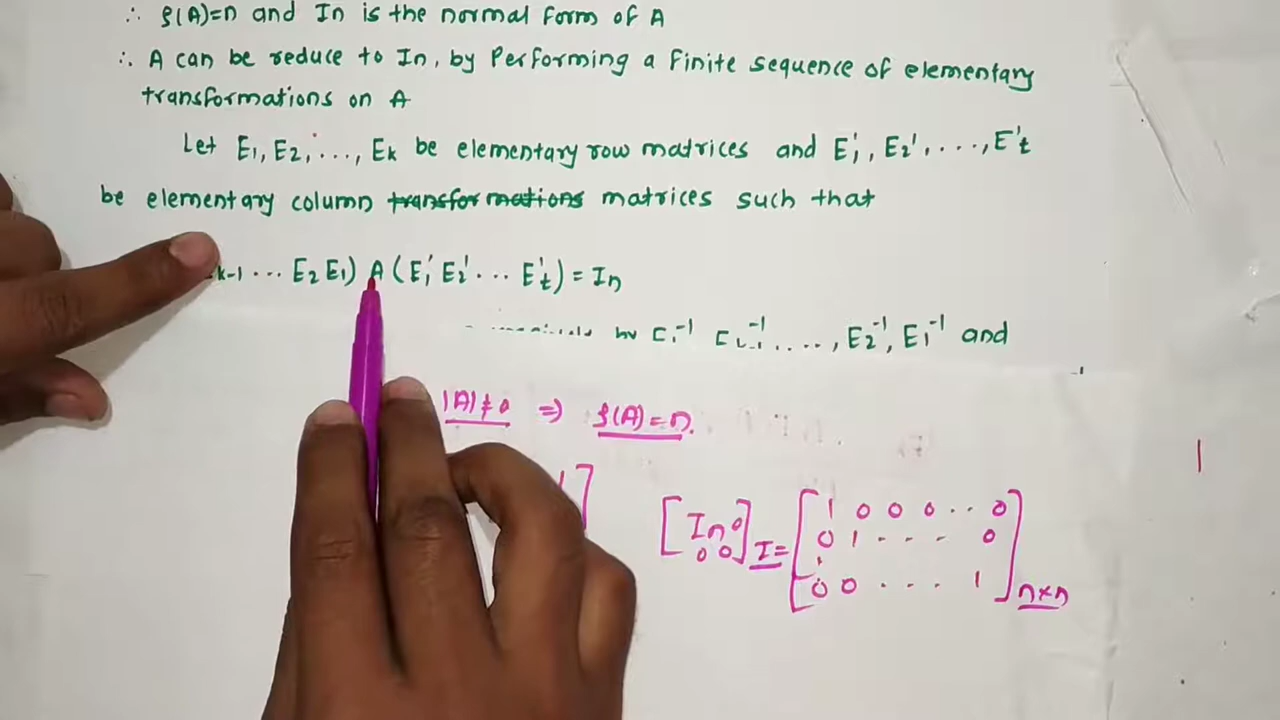 ∴ ρ(A)=n and In is the normal form of A
∴ A can be reduce to In, by Performing a Finite sequence of elementary
transformations on A
Let E1, E2, ..., Ek be elementary row matrices and E1', E2', ...., E't
be elementary column transformations matrices such that
k-1 ... E2 E1) A (E1' E2' ... E't) = In
E2⁻¹, E1⁻¹ and
|A|≠0 ⇒ ρ(A)=n.
[In 0
0 0]
I = [1 0 0 0 .. 0
0 1 - - - 0
0 0 . . . 1] n×n